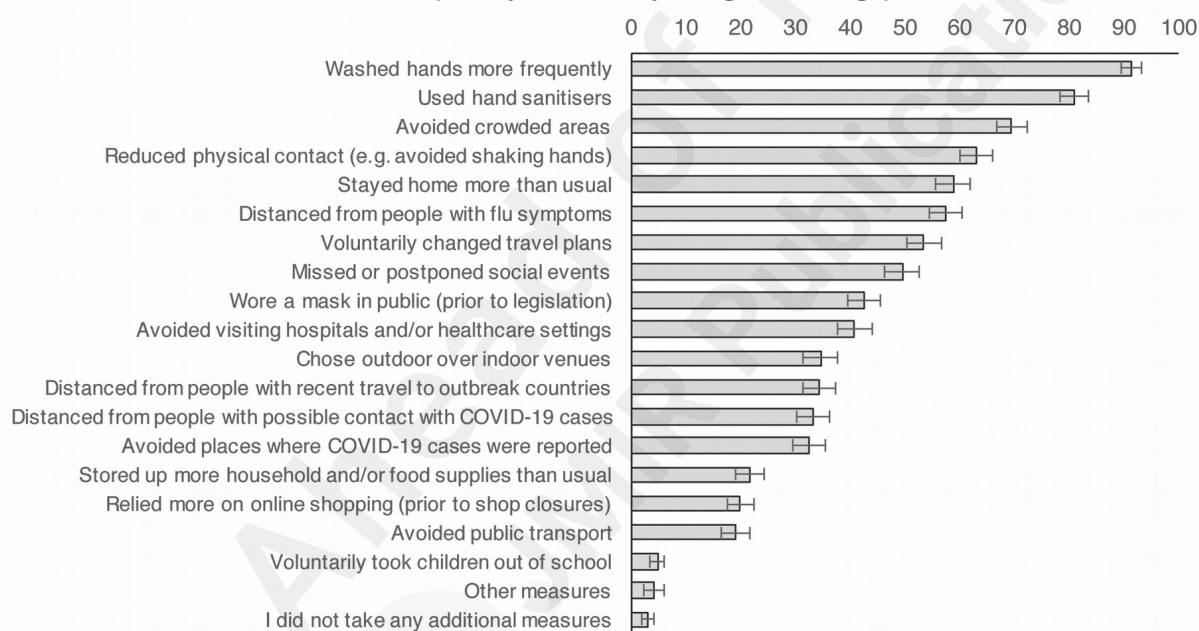 0 10 20 30 40 50 60 70 80 90 100
Washed hands more frequently
Used hand sanitisers
Avoided crowded areas
Reduced physical contact (e.g. avoided shaking hands)
Stayed home more than usual
Distanced from people with flu symptoms
Voluntarily changed travel plans
Missed or postponed social events
Wore a mask in public (prior to legislation)
Avoided visiting hospitals and/or healthcare settings
Chose outdoor over indoor venues
Distanced from people with recent travel to outbreak countries
Distanced from people with possible contact with COVID-19 cases
Avoided places where COVID-19 cases were reported
Stored up more household and/or food supplies than usual
Relied more on online shopping (prior to shop closures)
Avoided public transport
Voluntarily took children out of school
Other measures
I did not take any additional measures
Ahead of
JMIR Publicatio